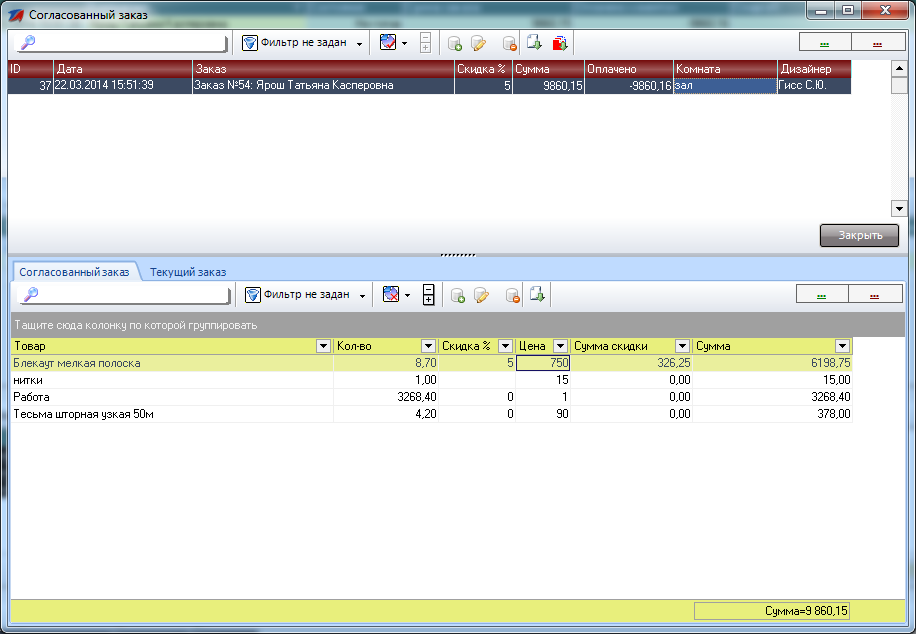 Согласованный заказ
Фильтр не задан
... ...
ID Дата Заказ Скидка % Сумма Оплачено Комната Дизайнер
37 22.03.2014 15:51:39 Заказ №54: Ярош Татьяна Касперовна 5 9860,15 -9860,16 зал Гисс С.Ю.
Закрыть
Согласованный заказ Текущий заказ
Фильтр не задан
... ...
Тащите сюда колонку по которой группировать
Товар Кол-во Скидка % Цена Сумма скидки Сумма
Блекаут мелкая полоска 8,70 5 750 326,25 6198,75
нитки 1,00 15 0,00 15,00
Работа 3268,40 0 1 0,00 3268,40
Тесьма шторная узкая 50м 4,20 0 90 0,00 378,00
Сумма=9 860,15